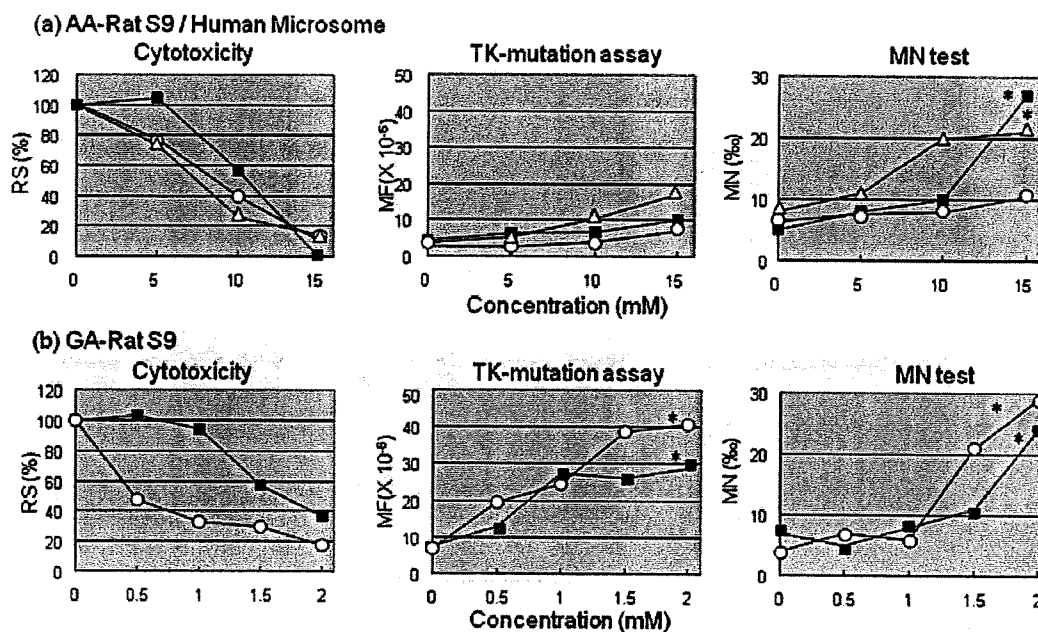 (a) AA-Rat S9 / Human Microsome
Cytotoxicity
TK-mutation assay
MN test
RS (%)
120
100
80
60
40
20
0
0 5 10 15
MF(X 10⁻⁶)
50
40
30
20
10
0
0 5 10 15
MN (‰)
30
20
10
0
* *
0 5 10 15
Concentration (mM)
(b) GA-Rat S9
Cytotoxicity
TK-mutation assay
MN test
RS (%)
120
100
80
60
40
20
0
0 0.5 1 1.5 2
MF(X 10⁻⁶)
50
40
30
20
10
0
* *
0 0.5 1 1.5 2
MN (‰)
30
20
10
0
* *
0 0.5 1 1.5 2
Concentration (mM)